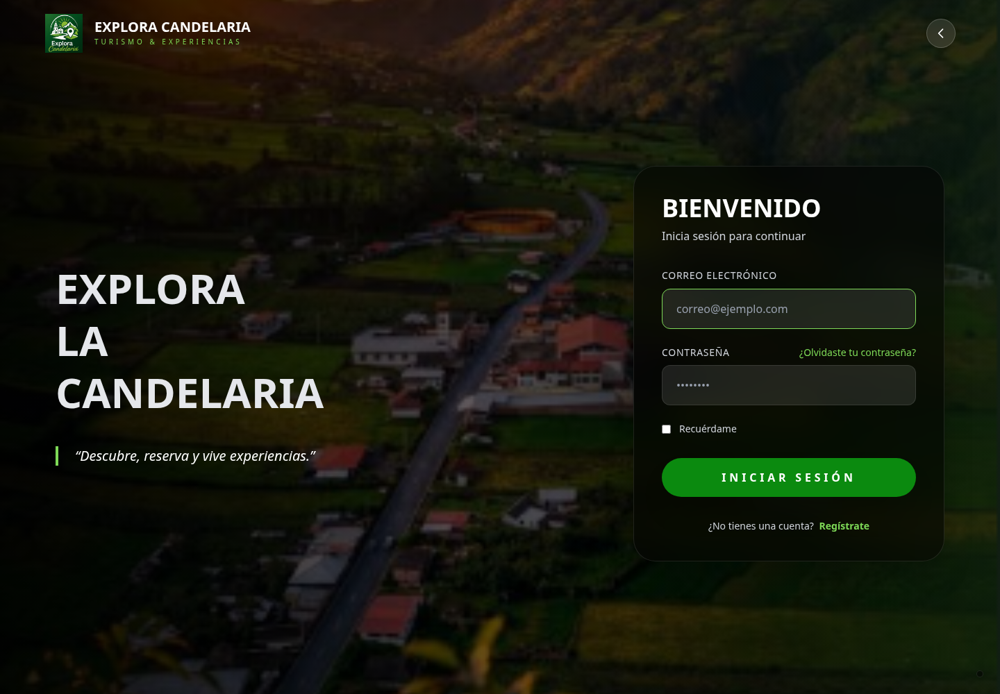 Explora
Candelaria
EXPLORA CANDELARIA
TURISMO & EXPERIENCIAS
EXPLORA
LA
CANDELARIA
“Descubre, reserva y vive experiencias.”
BIENVENIDO
Inicia sesión para continuar
CORREO ELECTRÓNICO
correo@ejemplo.com
CONTRASEÑA ¿Olvidaste tu contraseña?
••••••••
Recuérdame
INICIAR SESIÓN
¿No tienes una cuenta? Regístrate